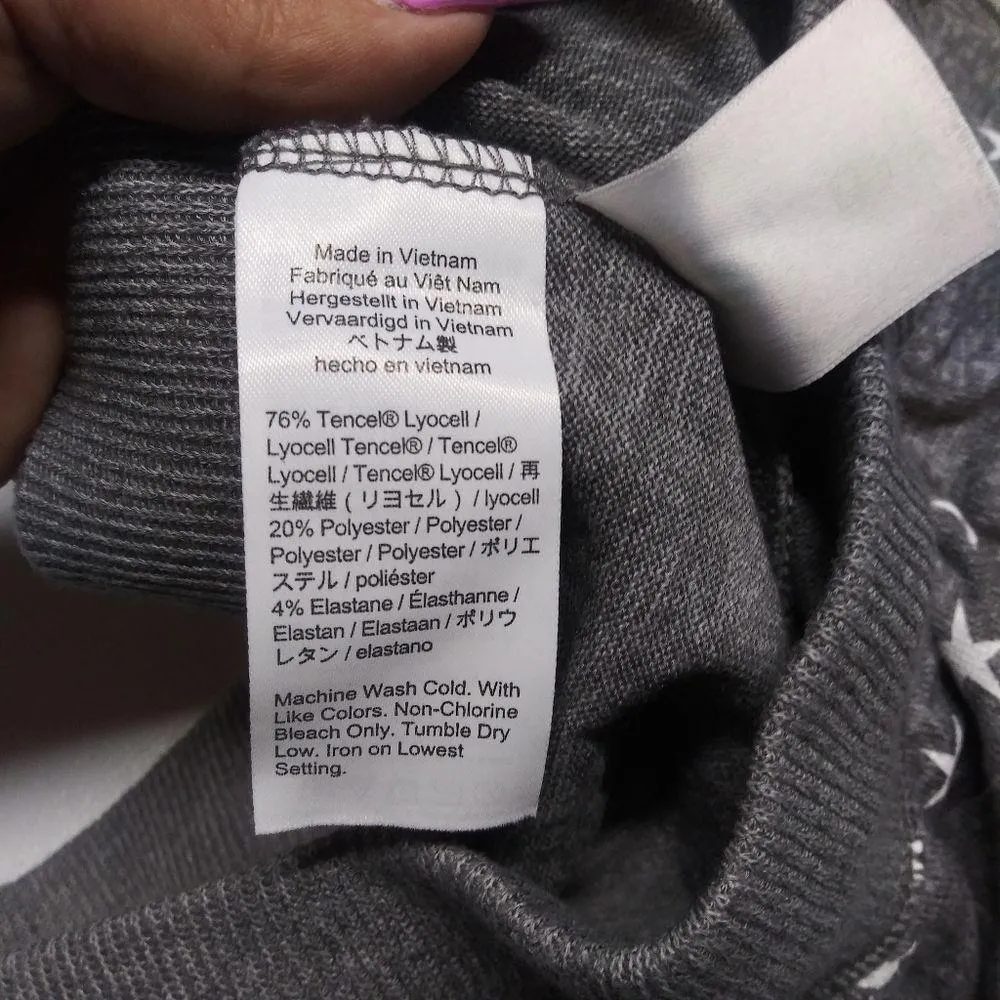 Made in Vietnam
Fabriqué au Viêt Nam
Hergestellt in Vietnam
Vervaardigd in Vietnam
ベトナム製
hecho en vietnam
76% Tencel® Lyocell /
Lyocell Tencel® / Tencel®
Lyocell / Tencel® Lyocell / 再
生繊維 ( リヨセル ) / lyocell
20% Polyester / Polyester /
Polyester / Polyester / ポリエ
ステル / poliéster
4% Elastane / Élasthanne /
Elastan / Elastaan / ポリウ
レタン / elastano
Machine Wash Cold. With
Like Colors. Non-Chlorine
Bleach Only. Tumble Dry
Low. Iron on Lowest
Setting.